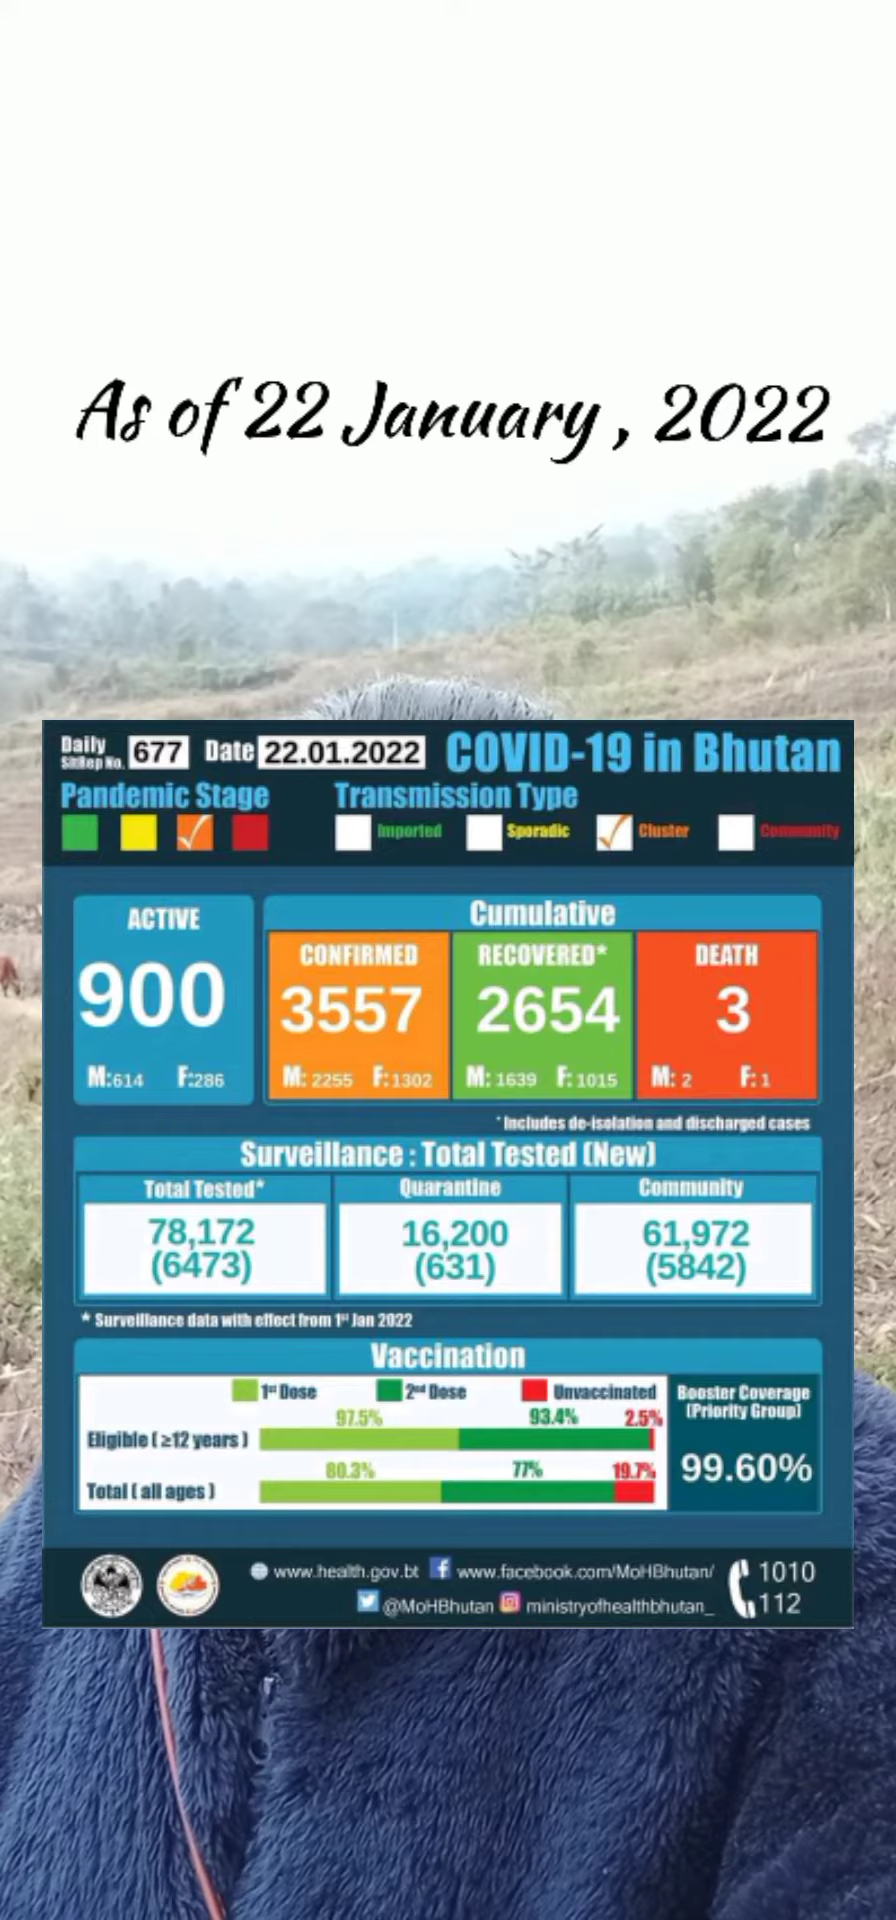 As of 22 January , 2022
Daily SitRep No. 677 Date 22.01.2022 COVID-19 in Bhutan
Pandemic Stage Transmission Type
Imported Sporadic Cluster Community
ACTIVE
900
M:614 F:286
Cumulative
CONFIRMED
3557
M: 2255 F: 1302
RECOVERED*
2654
M: 1639 F: 1015
DEATH
3
M: 2 F: 1
* Includes de-isolation and discharged cases
Surveillance : Total Tested (New)
Total Tested* Quarantine Community
78,172 16,200 61,972
(6473) (631) (5842)
* Surveillance data with effect from 1st Jan 2022
Vaccination
1st Dose 2nd Dose Unvaccinated
97.5% 93.4% 2.5%
Eligible ( ≥12 years )
80.3% 77% 19.7%
Total ( all ages )
Booster Coverage
(Priority Group)
99.60%
www.health.gov.bt www.facebook.com/MoHBhutan/
@MoHBhutan ministryofhealthbhutan_
1010
112